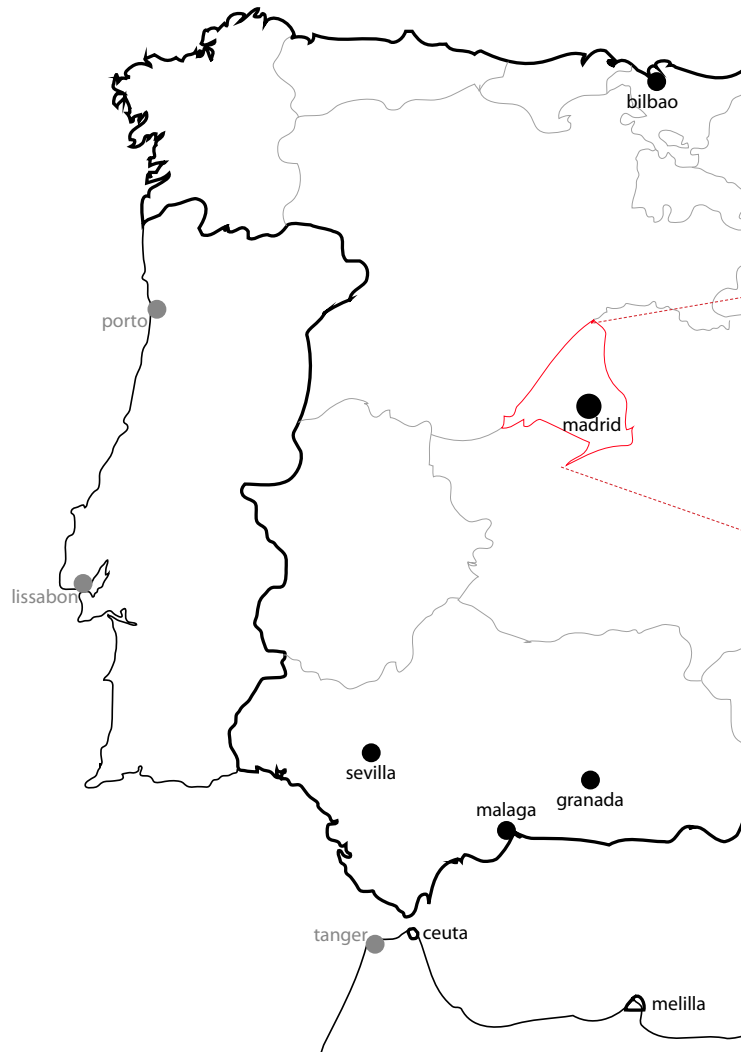 bilbao
porto
madrid
lissabon
sevilla
granada
malaga
tanger
ceuta
melilla